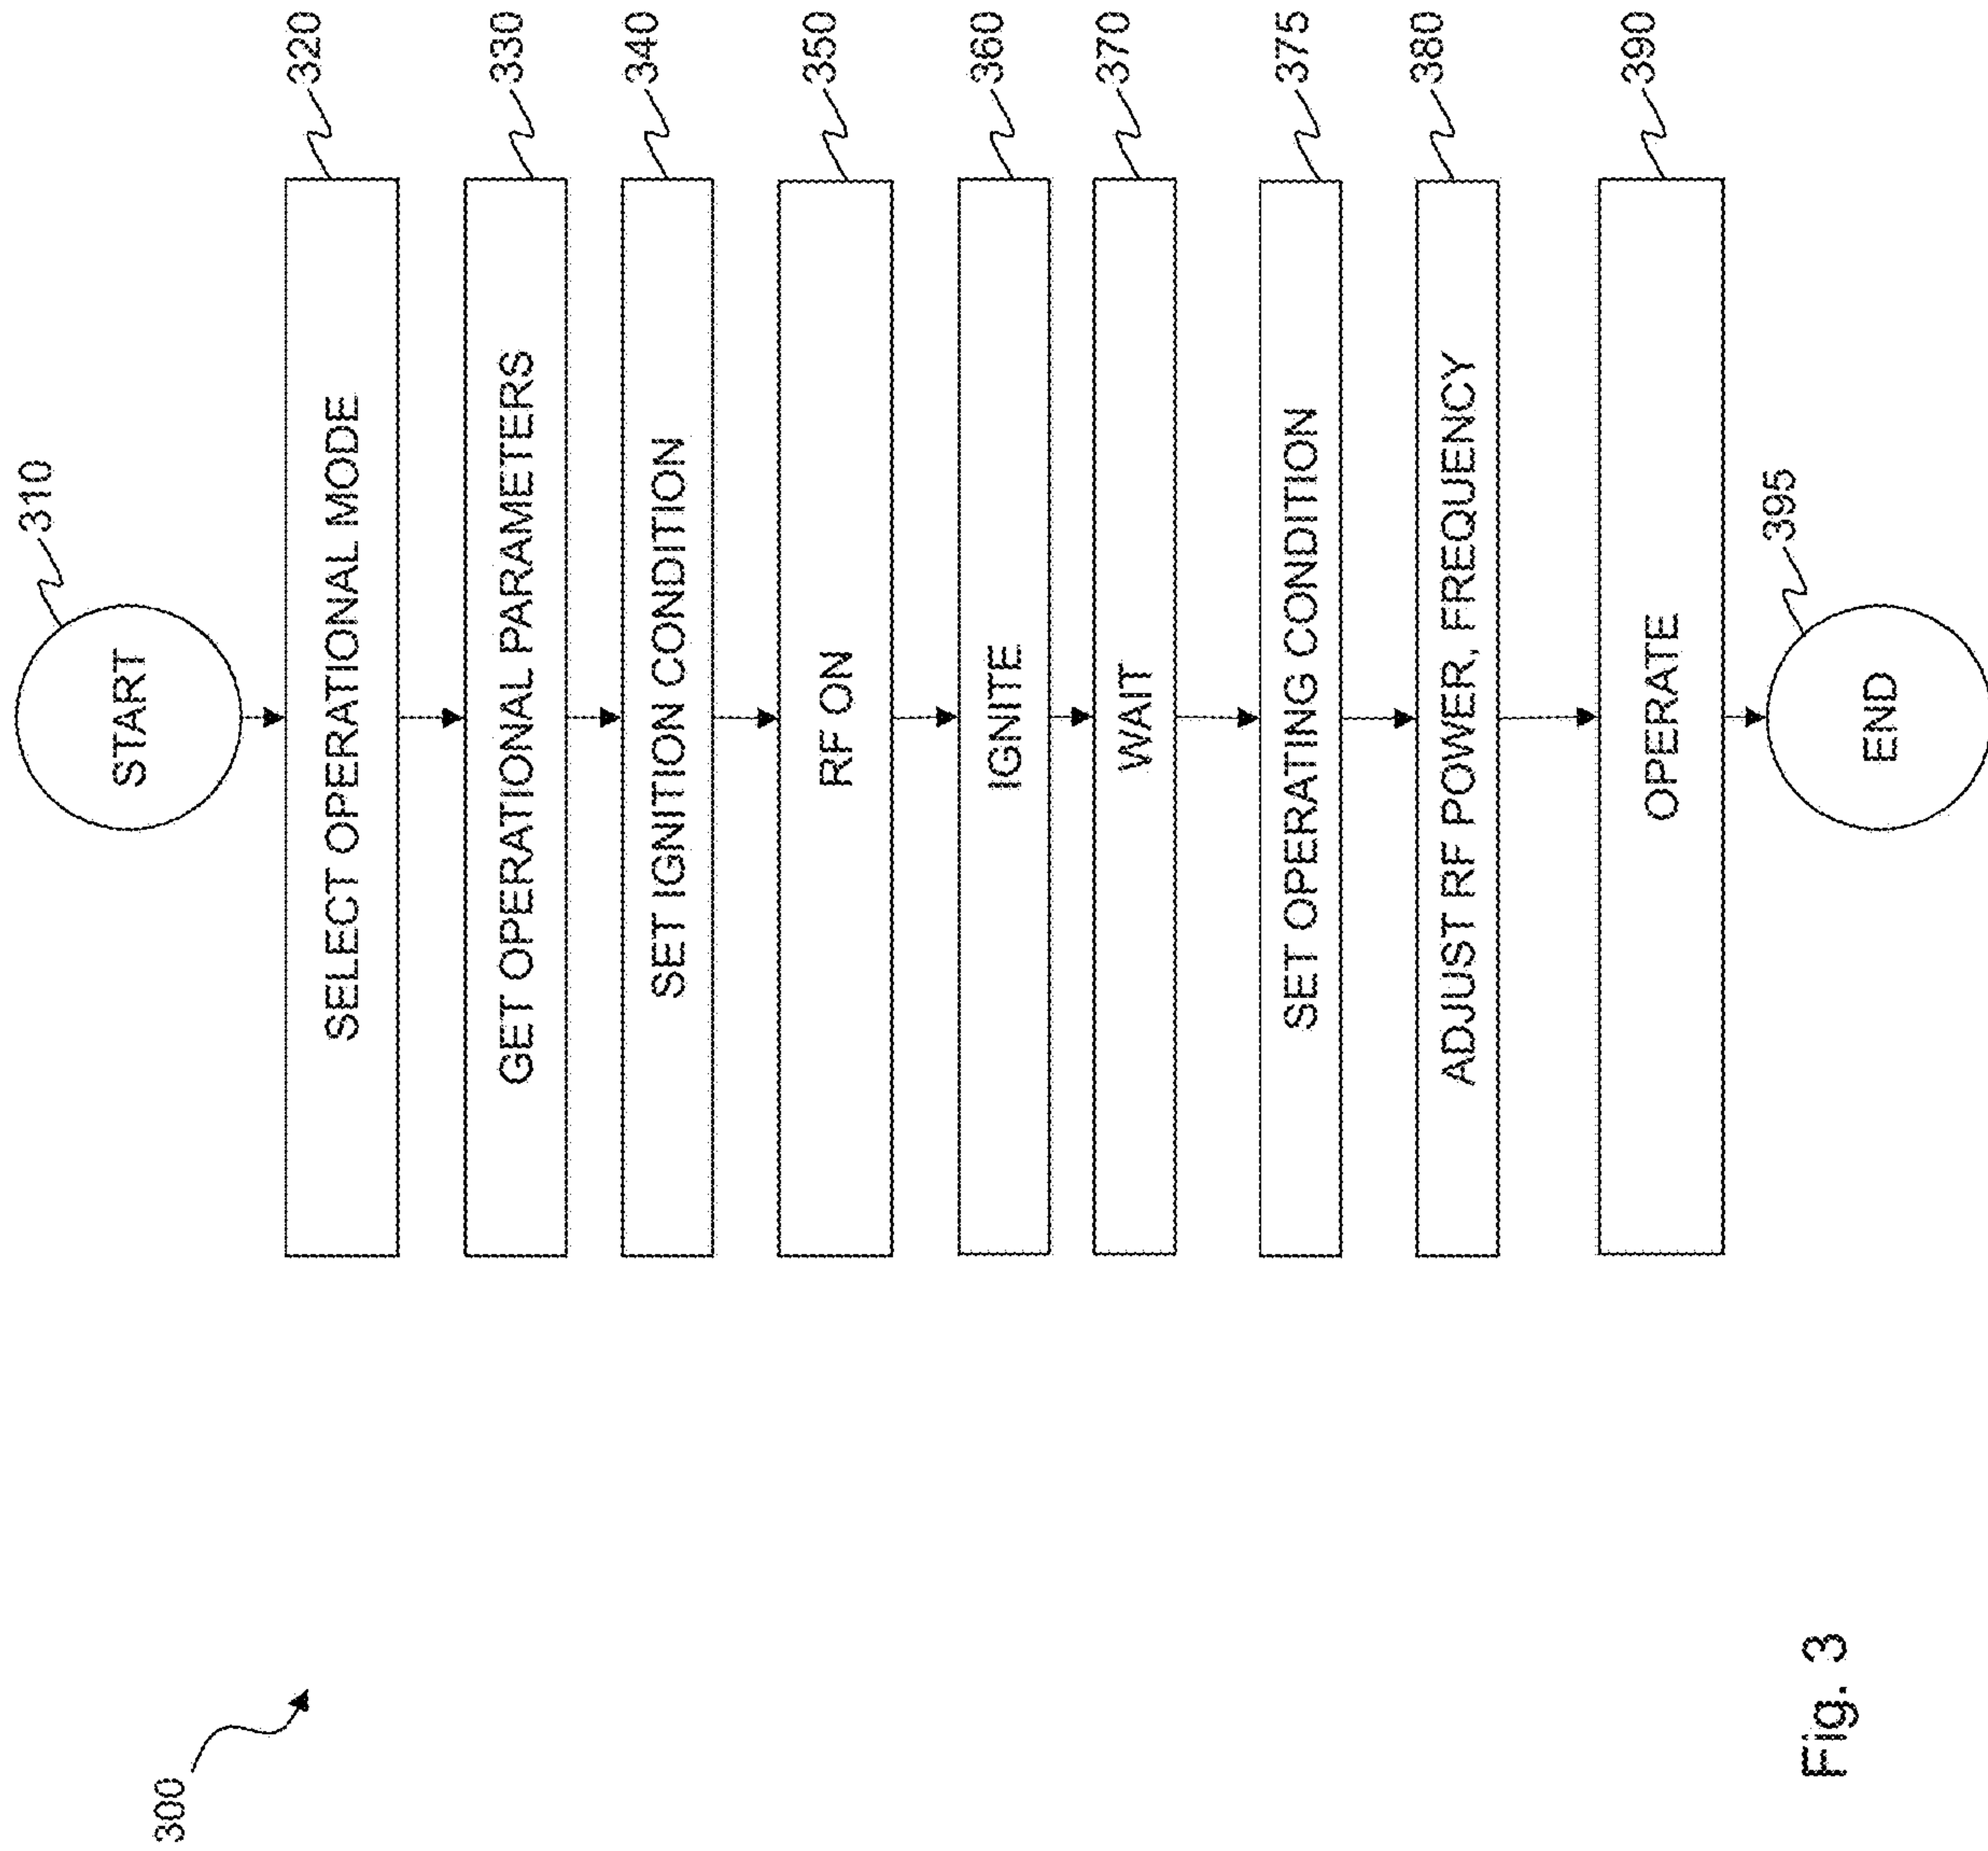 300
START
310
SELECT OPERATIONAL MODE
320
GET OPERATIONAL PARAMETERS
330
SET IGNITION CONDITION
340
RF ON
350
IGNITE
360
WAIT
370
SET OPERATING CONDITION
375
ADJUST RF POWER, FREQUENCY
380
OPERATE
390
END
395
Fig. 3